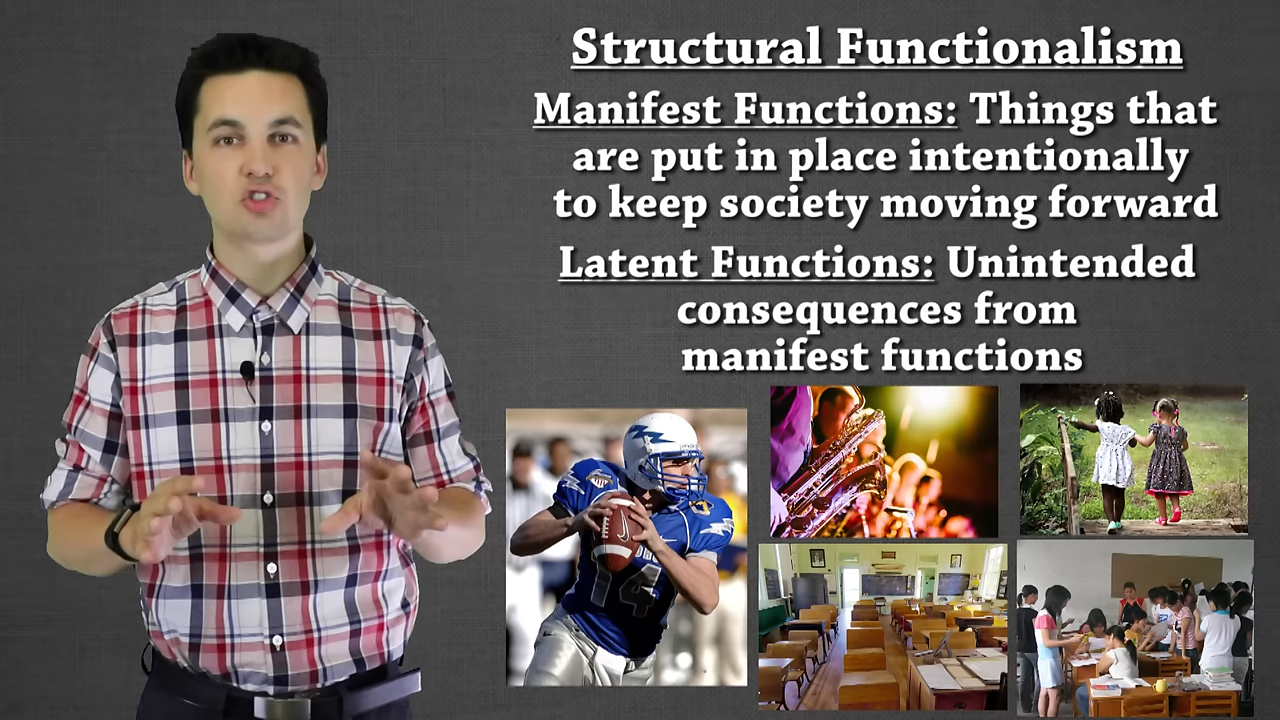 Structural Functionalism
Manifest Functions: Things that
are put in place intentionally
to keep society moving forward
Latent Functions: Unintended
consequences from
manifest functions
14